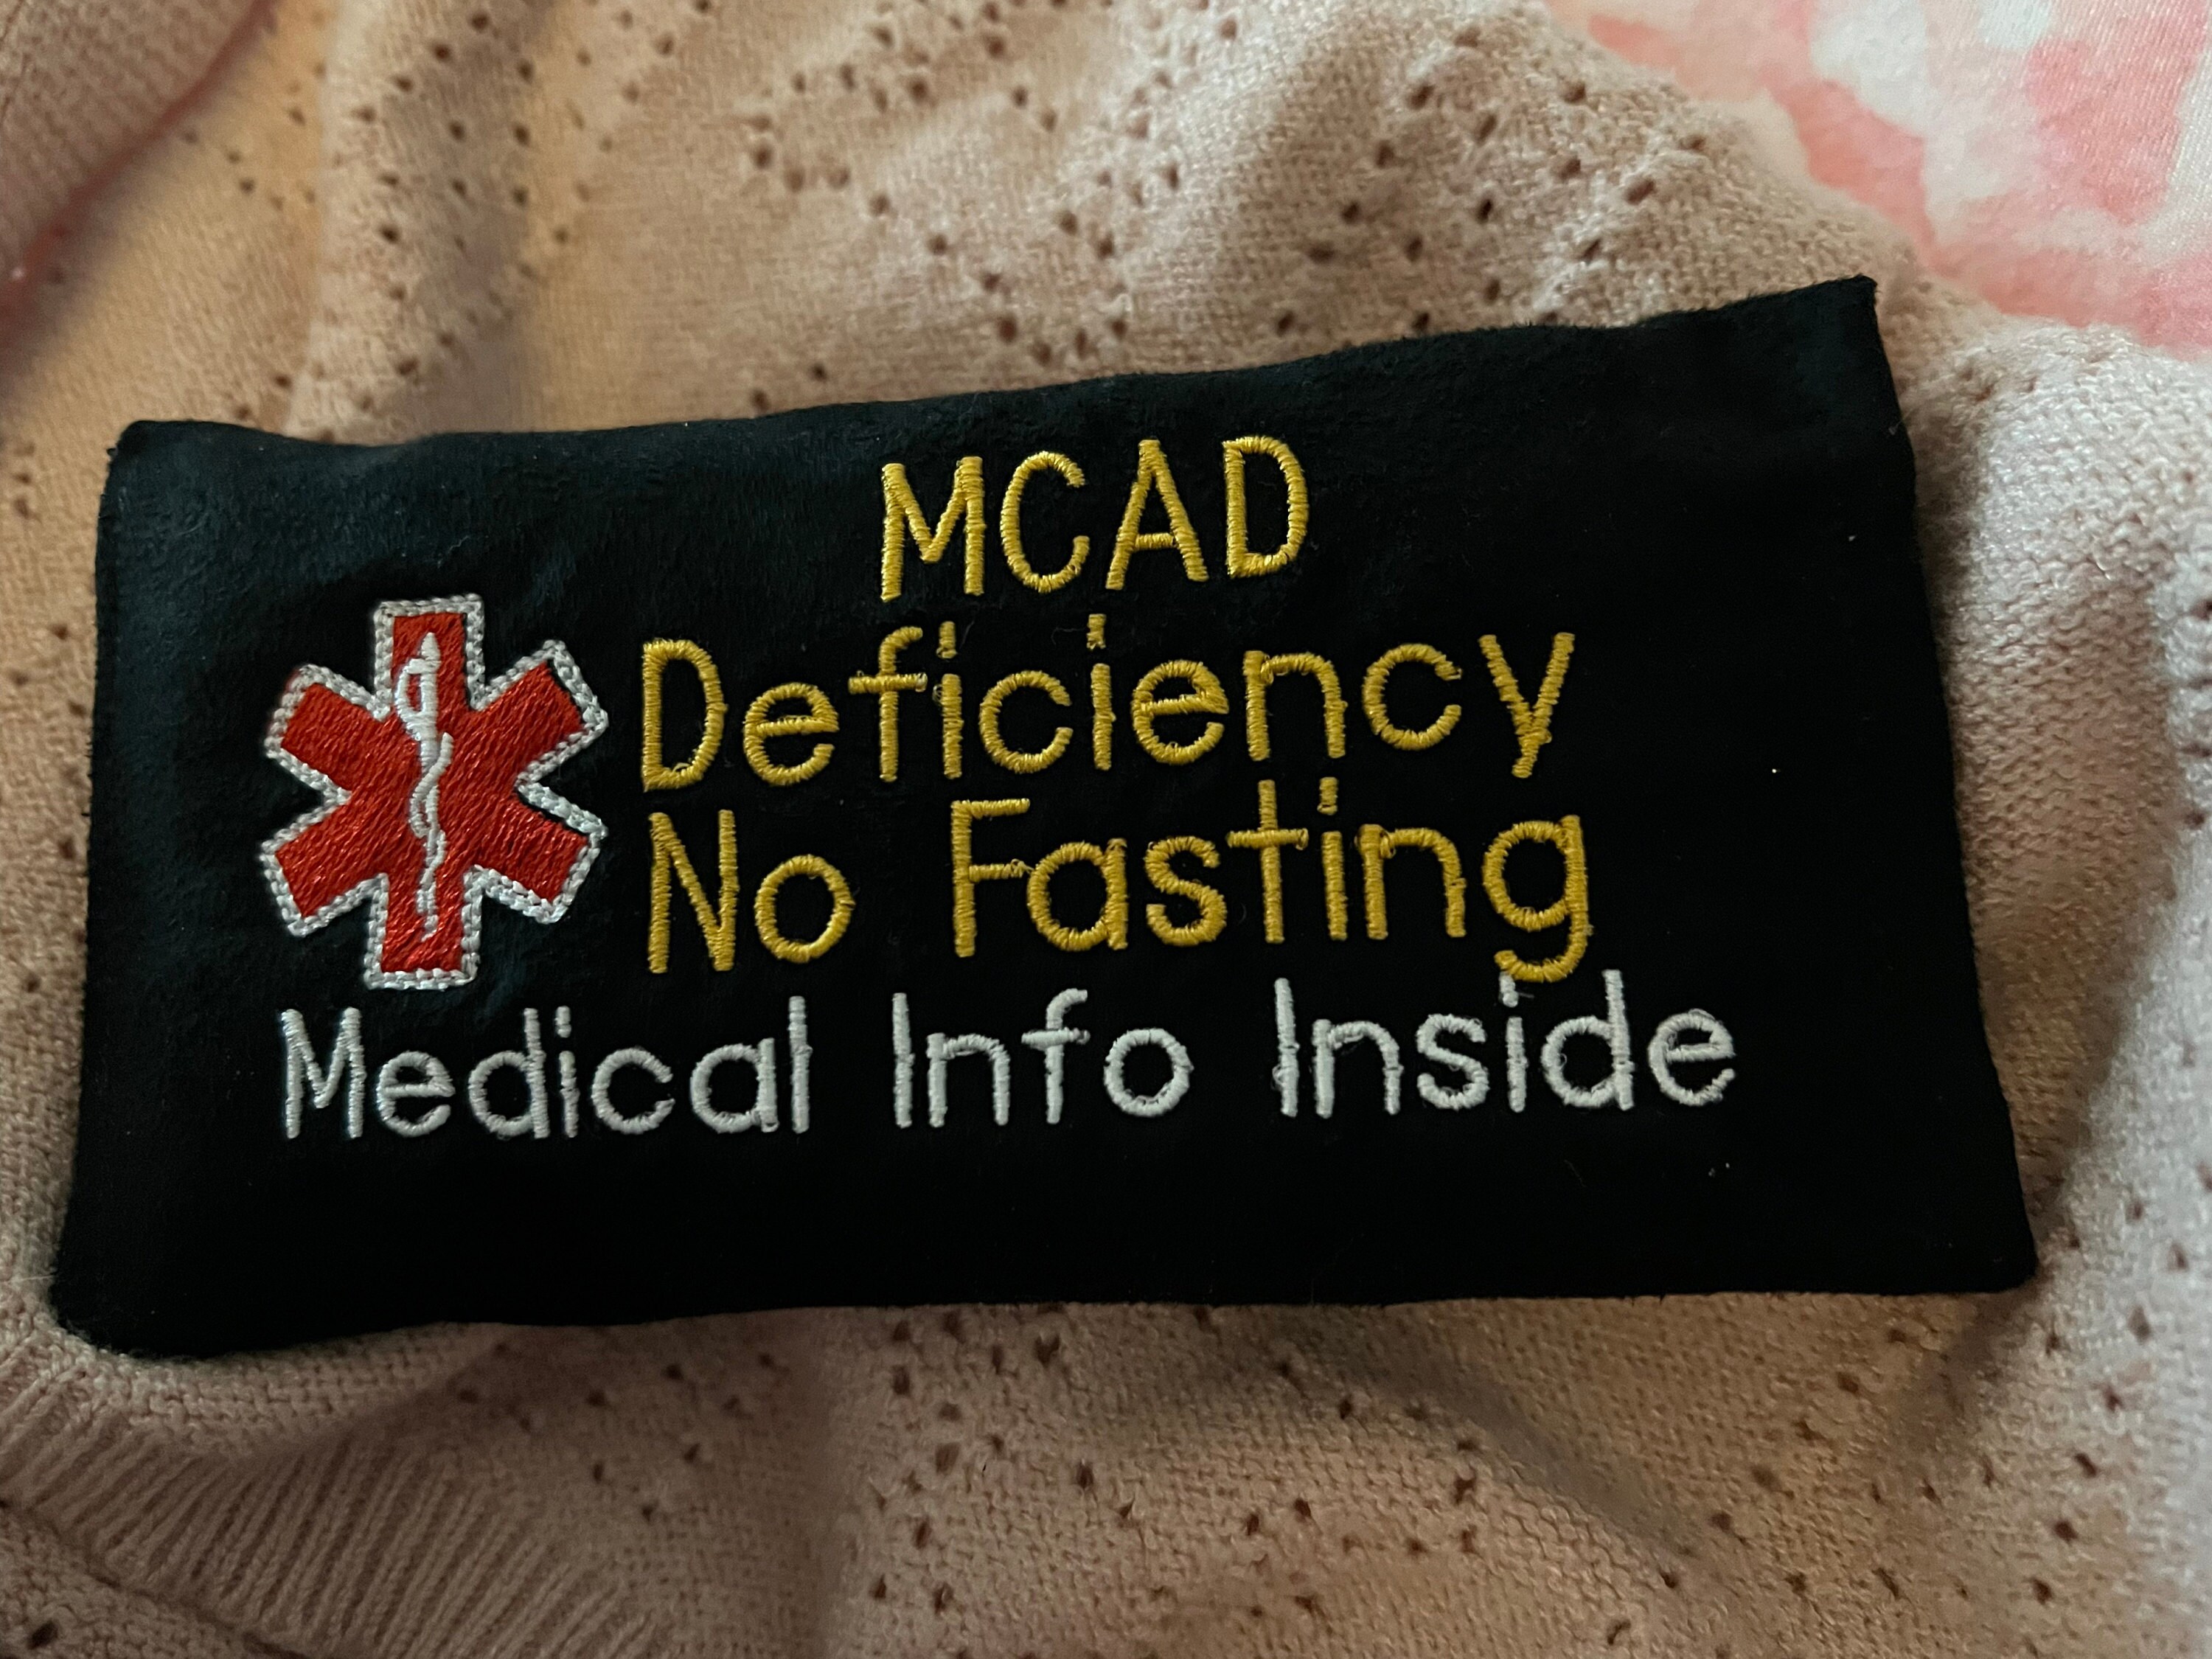 MCAD
Deficiency
No Fasting
Medical Info Inside